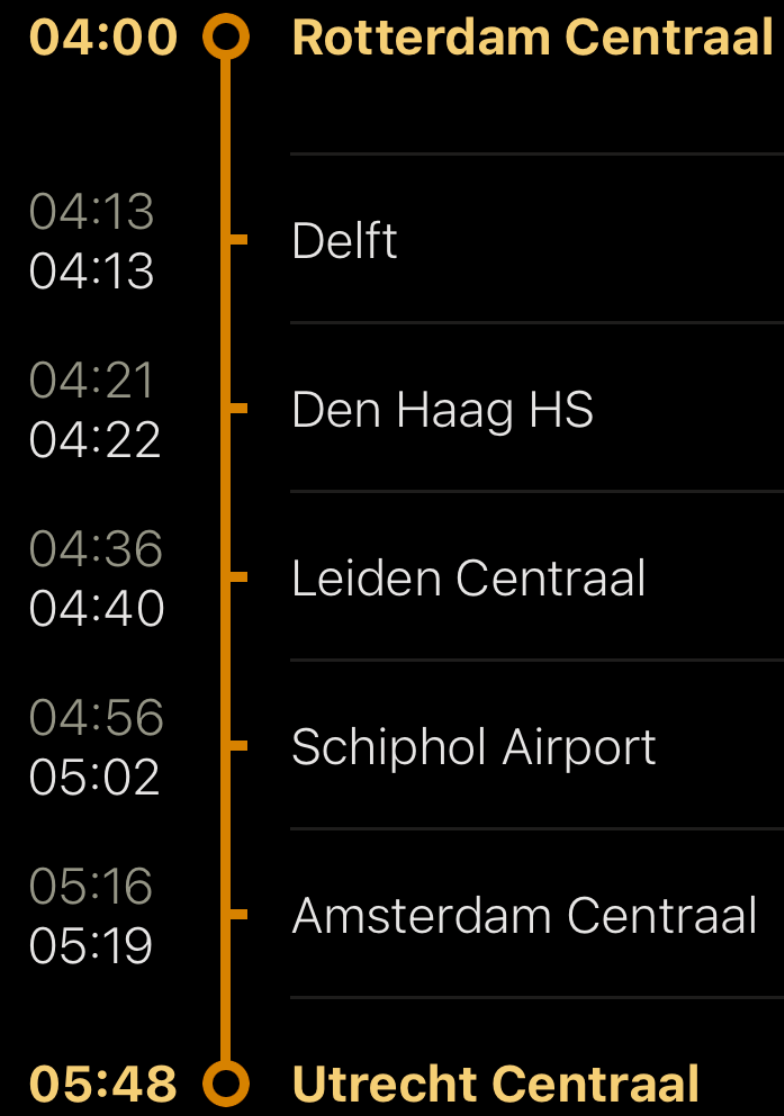 04:00 Rotterdam Centraal
04:13
04:13
Delft
04:21
04:22
Den Haag HS
04:36
04:40
Leiden Centraal
04:56
05:02
Schiphol Airport
05:16
05:19
Amsterdam Centraal
05:48 Utrecht Centraal